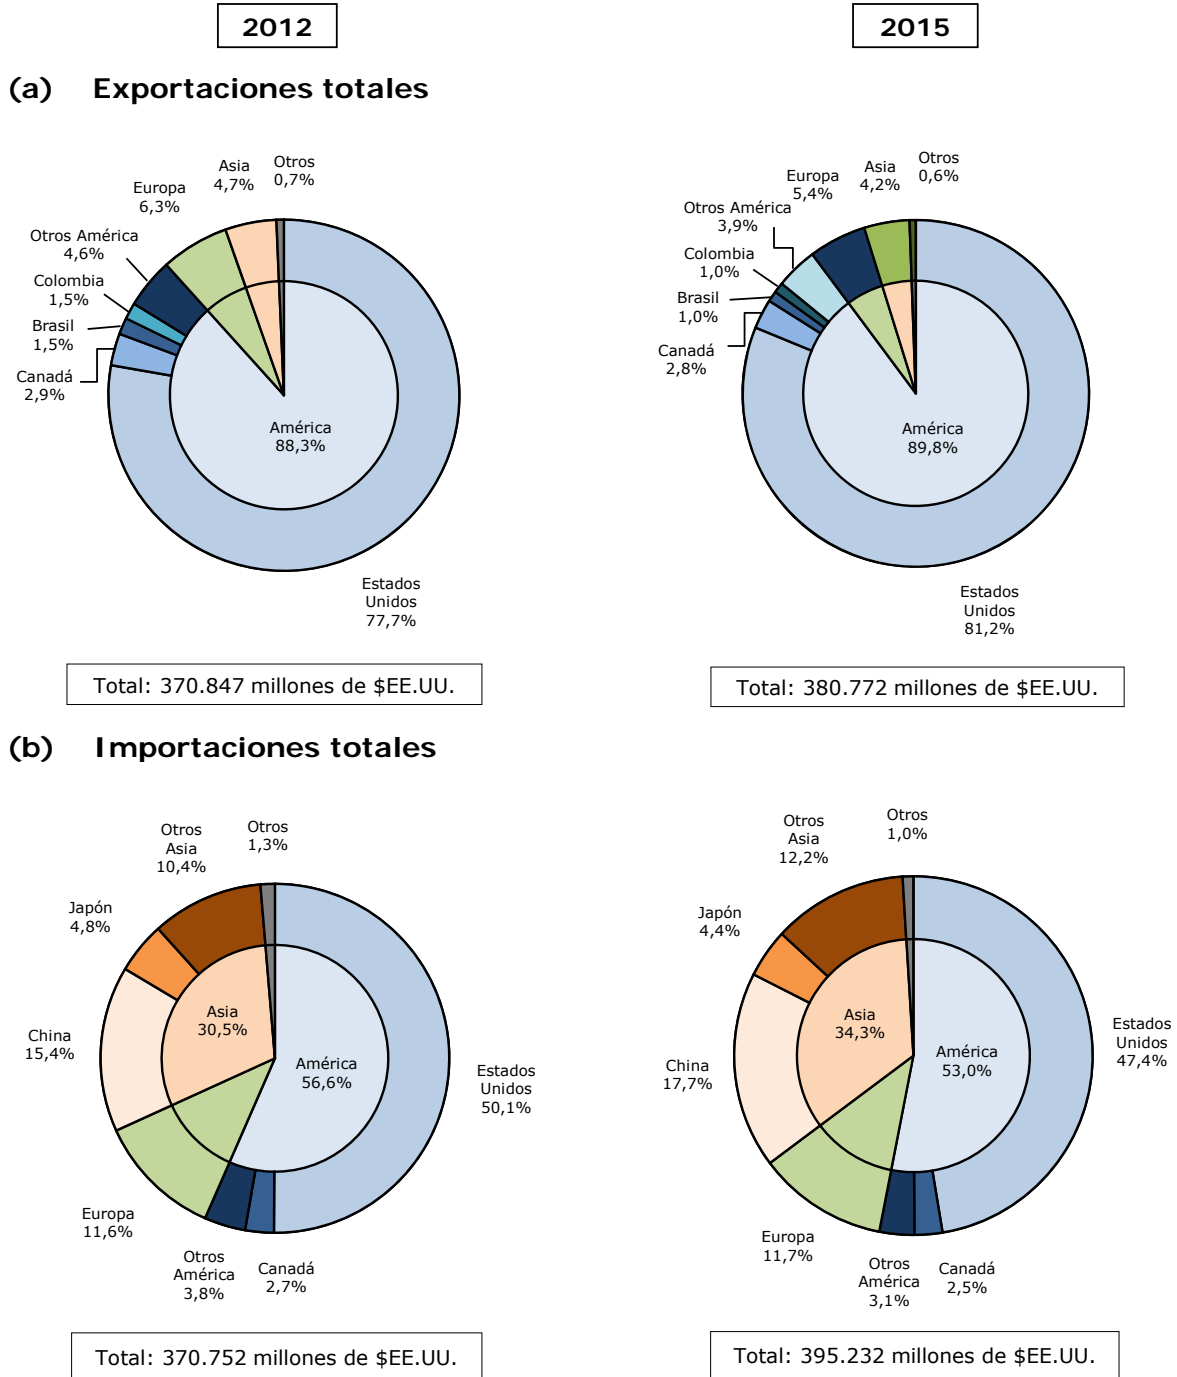 2012
2015
(a) Exportaciones totales
Otros
0,7%
Asia
4,7%
Europa
6,3%
Otros América
4,6%
Colombia
1,5%
Brasil
1,5%
Canadá
2,9%
América
88,3%
Estados
Unidos
77,7%
Total: 370.847 millones de $EE.UU.
Otros
0,6%
Asia
4,2%
Europa
5,4%
Otros América
3,9%
Colombia
1,0%
Brasil
1,0%
Canadá
2,8%
América
89,8%
Estados
Unidos
81,2%
Total: 380.772 millones de $EE.UU.
(b) Importaciones totales
Otros
1,3%
Otros
Asia
10,4%
Japón
4,8%
Asia
30,5%
China
15,4%
América
56,6%
Estados
Unidos
50,1%
Europa
11,6%
Otros
América
3,8%
Canadá
2,7%
Total: 370.752 millones de $EE.UU.
Otros
1,0%
Otros
Asia
12,2%
Japón
4,4%
Asia
34,3%
China
17,7%
América
53,0%
Estados
Unidos
47,4%
Europa
11,7%
Otros
América
3,1%
Canadá
2,5%
Total: 395.232 millones de $EE.UU.